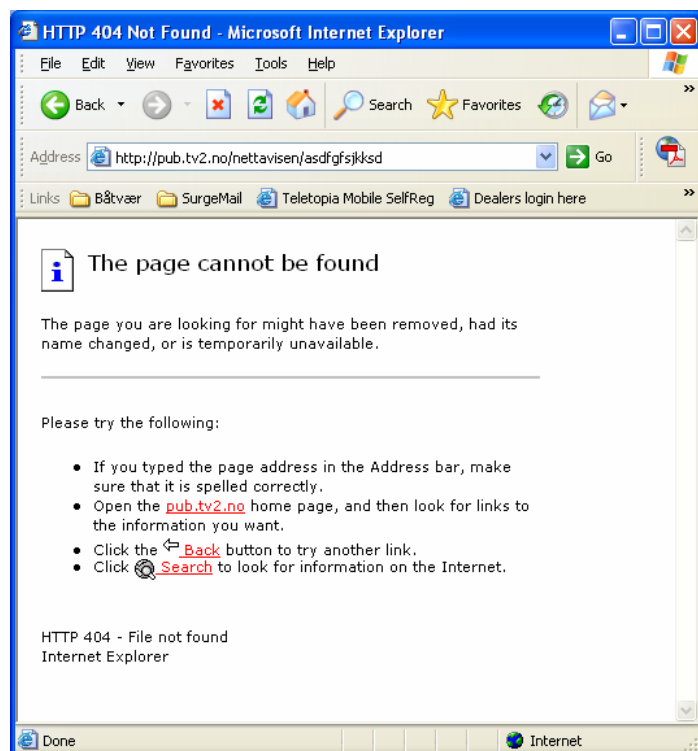 HTTP 404 Not Found - Microsoft Internet Explorer
File Edit View Favorites Tools Help
Back Search Favorites »
Address http://pub.tv2.no/nettavisen/asdfgfsjkksd Go
Links Båtvær SurgeMail Teletopia Mobile SelfReg Dealers login here »
The page cannot be found
The page you are looking for might have been removed, had its
name changed, or is temporarily unavailable.
Please try the following:
• If you typed the page address in the Address bar, make
sure that it is spelled correctly.
• Open the pub.tv2.no home page, and then look for links to
the information you want.
• Click the Back button to try another link.
• Click Search to look for information on the Internet.
HTTP 404 - File not found
Internet Explorer
Done Internet